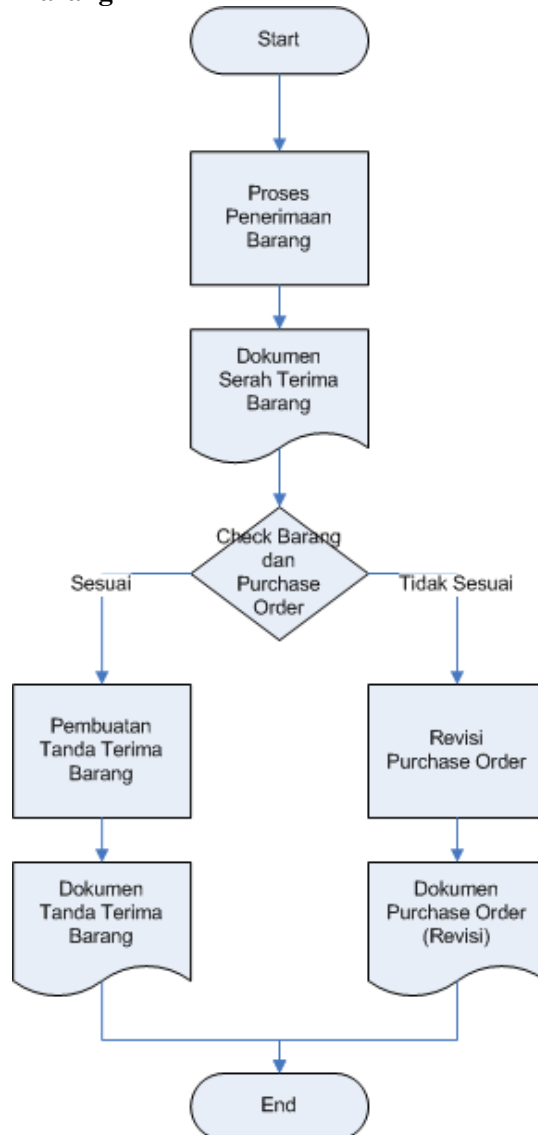 Start
Proses
Penerimaan
Barang
Dokumen
Serah Terima
Barang
Check Barang
dan
Purchase
Order
Sesuai
Tidak Sesuai
Pembuatan
Tanda Terima
Barang
Revisi
Purchase Order
Dokumen
Tanda Terima
Barang
Dokumen
Purchase Order
(Revisi)
End